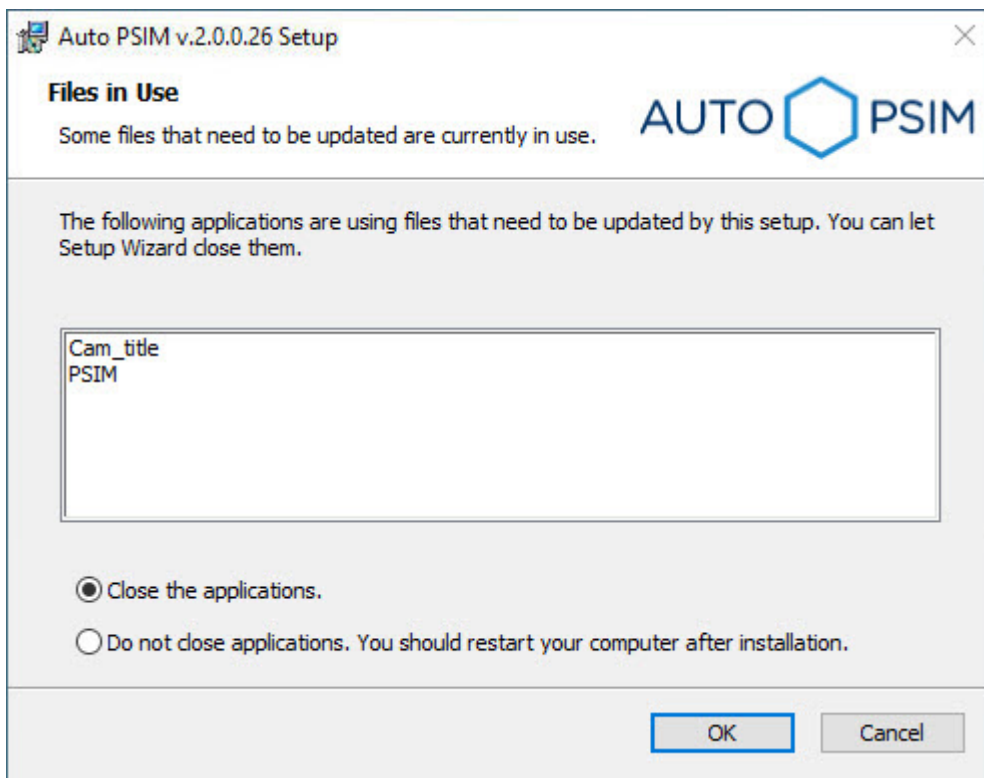 Auto PSIM v.2.0.0.26 Setup
Files in Use
Some files that need to be updated are currently in use.
AUTO PSIM
The following applications are using files that need to be updated by this setup. You can let
Setup Wizard close them.
Cam_title
PSIM
Close the applications.
Do not close applications. You should restart your computer after installation.
OK
Cancel